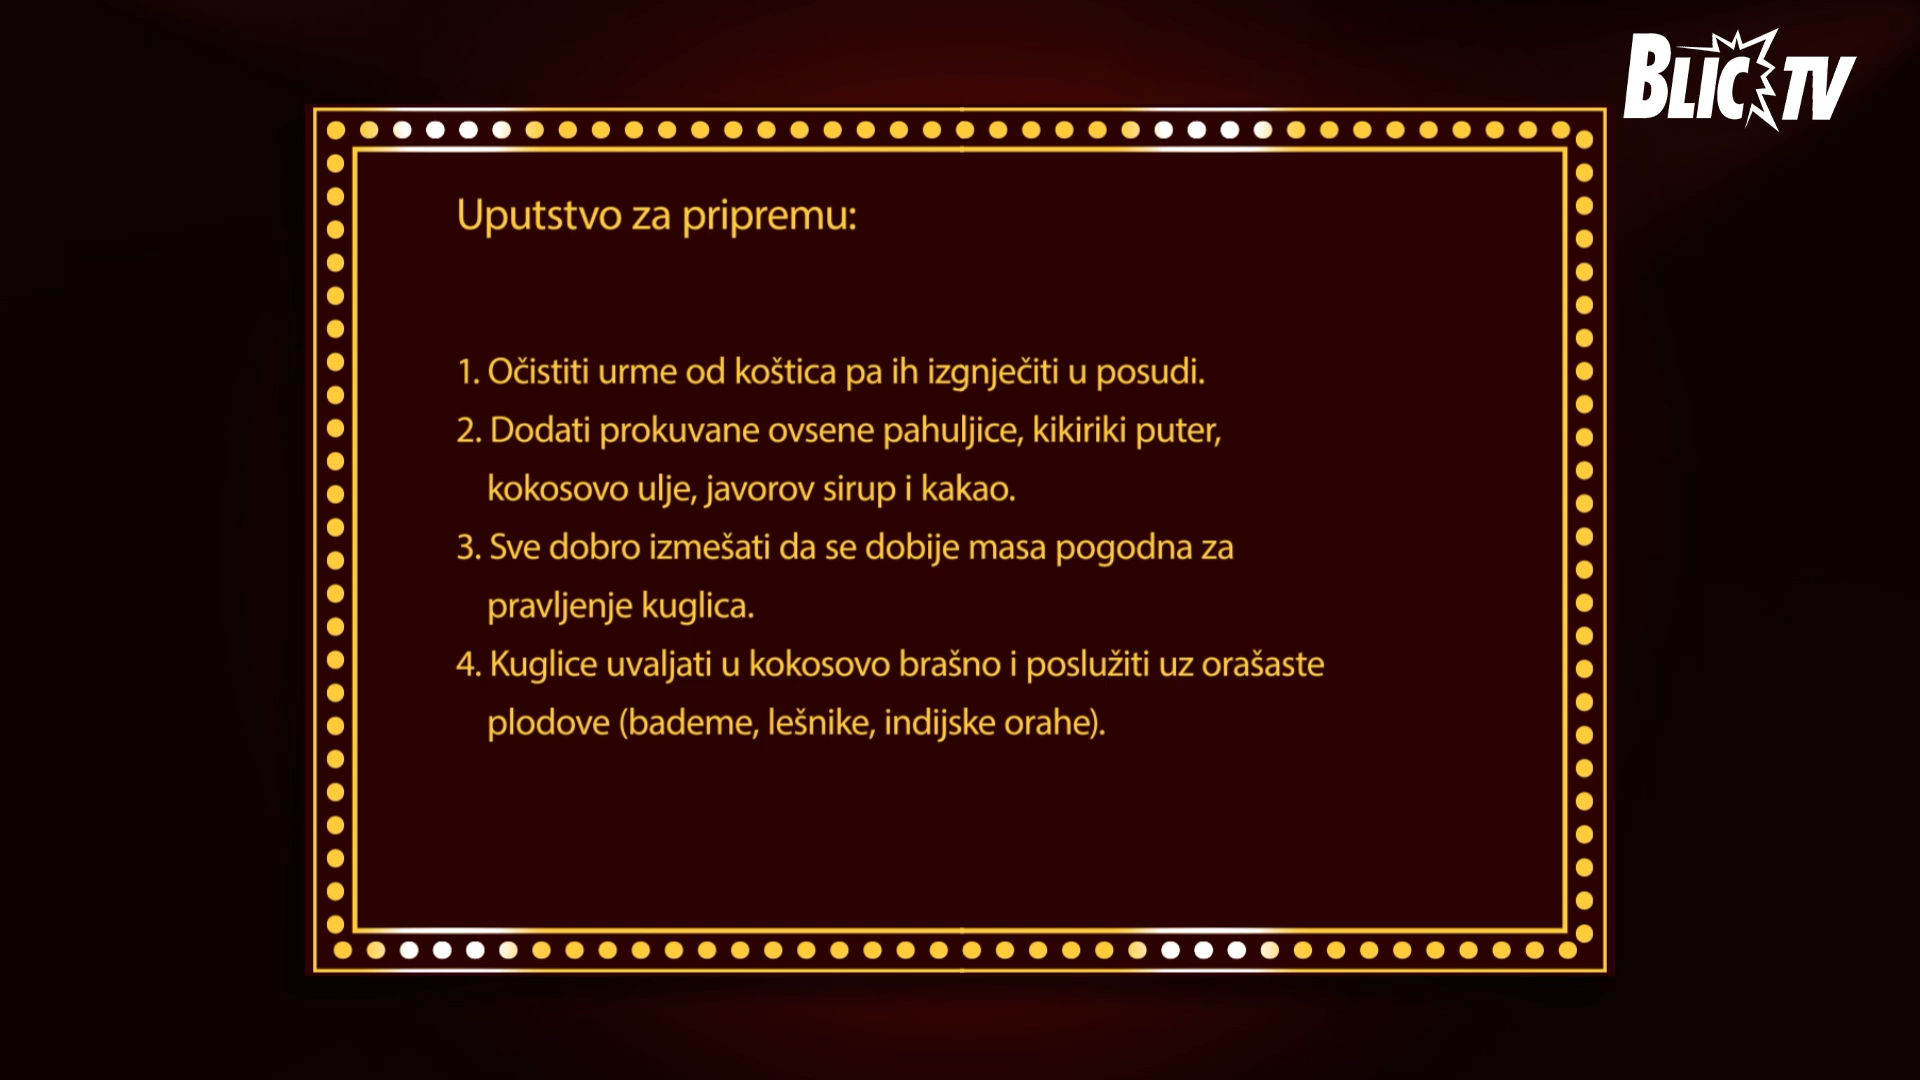 BLIC TV
Uputstvo za pripremu:
1. Očistiti urme od koštica pa ih izgnječiti u posudi.
2. Dodati prokuvane ovsene pahuljice, kikiriki puter,
kokosovo ulje, javorov sirup i kakao.
3. Sve dobro izmešati da se dobije masa pogodna za
pravljenje kuglica.
4. Kuglice uvaljati u kokosovo brašno i poslužiti uz orašaste
plodove (bademe, lešnike, indijske orahe).